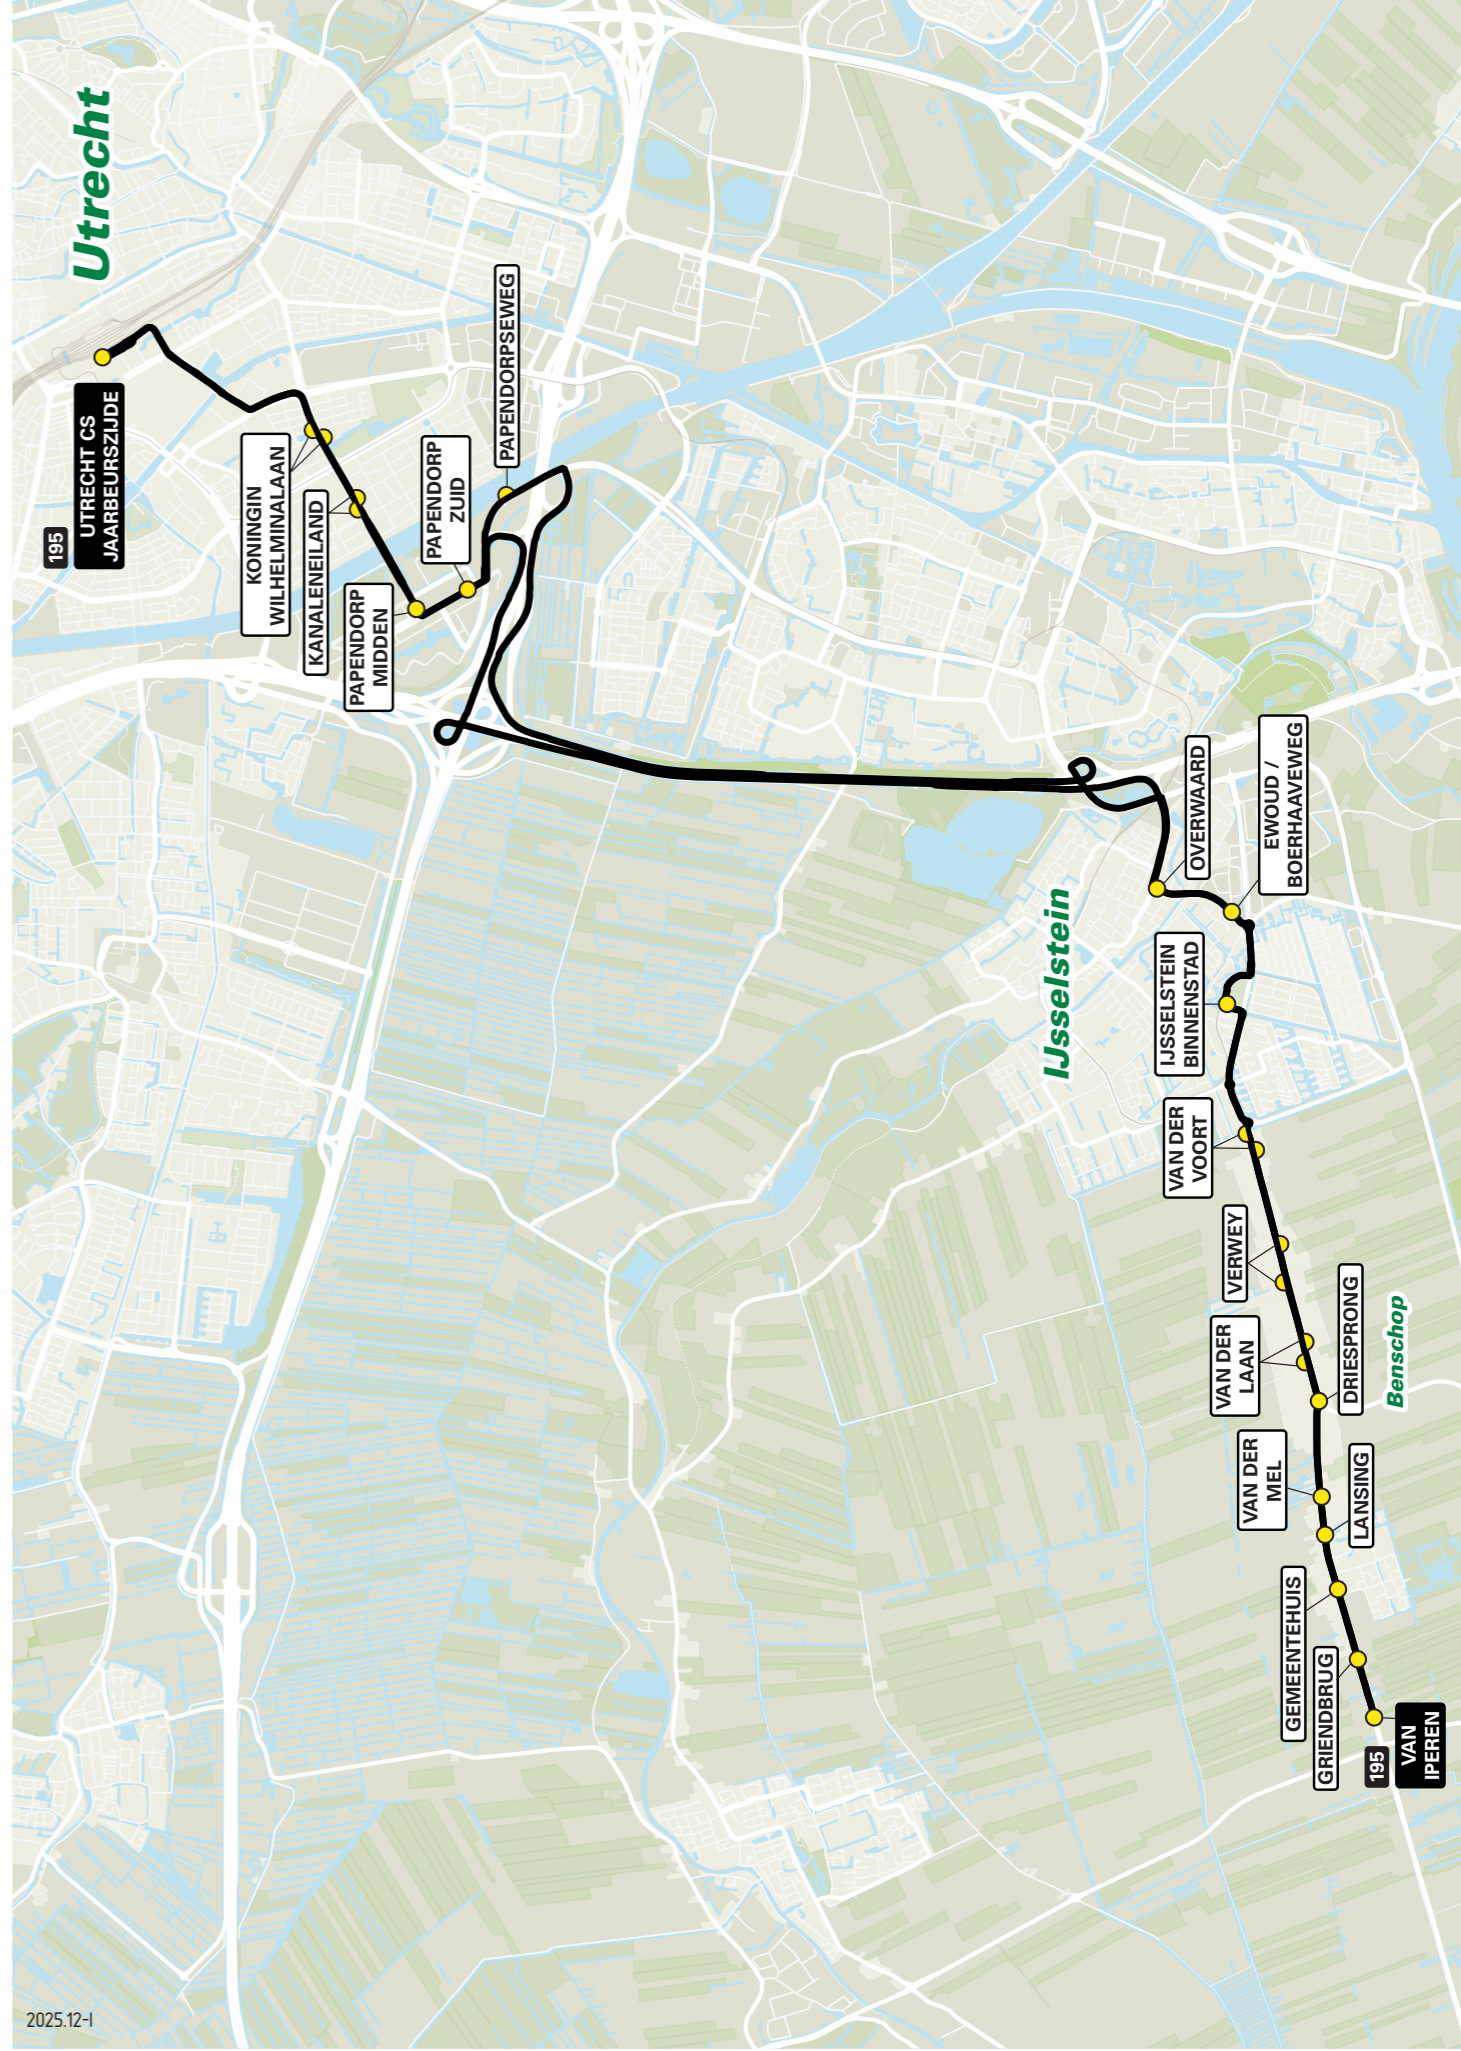 Utrecht
195
UTRECHT CS
JAARBEURSZIJDE
KONINGIN
WILHELMINALAAN
KANALENEILAND
PAPENDORP
MIDDEN
PAPENDORP
ZUID
PAPENDORPSEWEG
OVERWAARD
EWOUD /
BOERHAAVEWEG
IJsselstein
IJSSELSTEIN
BINNENSTAD
VAN DER
VOORT
VERWEY
VAN DER
LAAN
DRIESPRONG
Benschop
VAN DER
MEL
LANSING
GEMEENTEHUIS
GRIENDBRUG
195
VAN
IPEREN
2025.12-I